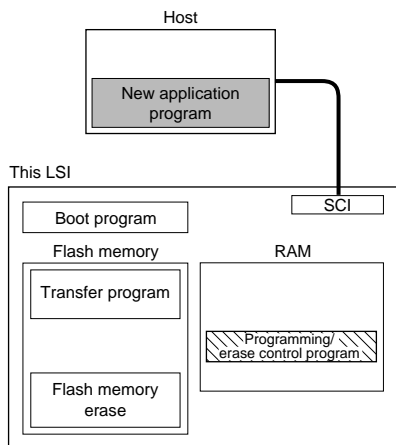 Host
New application
program
This LSI
SCI
Boot program
Flash memory
RAM
Transfer program
Programming/
erase control program
Flash memory
erase